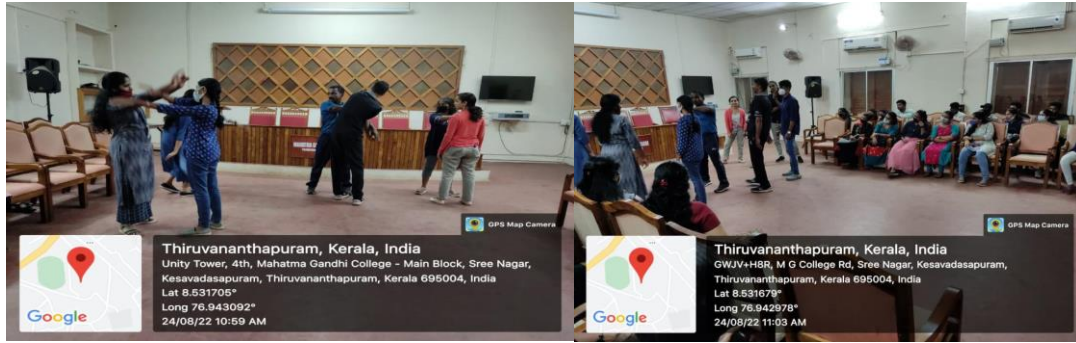 GPS Map Camera
Thiruvananthapuram, Kerala, India
Unity Tower, 4th, Mahatma Gandhi College - Main Block, Sree Nagar,
Kesavadasapuram, Thiruvananthapuram, Kerala 695004, India
Lat 8.531705°
Long 76.943092°
24/08/22 10:59 AM
Google
GPS Map Camera
Thiruvananthapuram, Kerala, India
GWJV+H8R, M G College Rd, Sree Nagar, Kesavadasapuram,
Thiruvananthapuram, Kerala 695004, India
Lat 8.531679°
Long 76.942978°
24/08/22 11:03 AM
Google